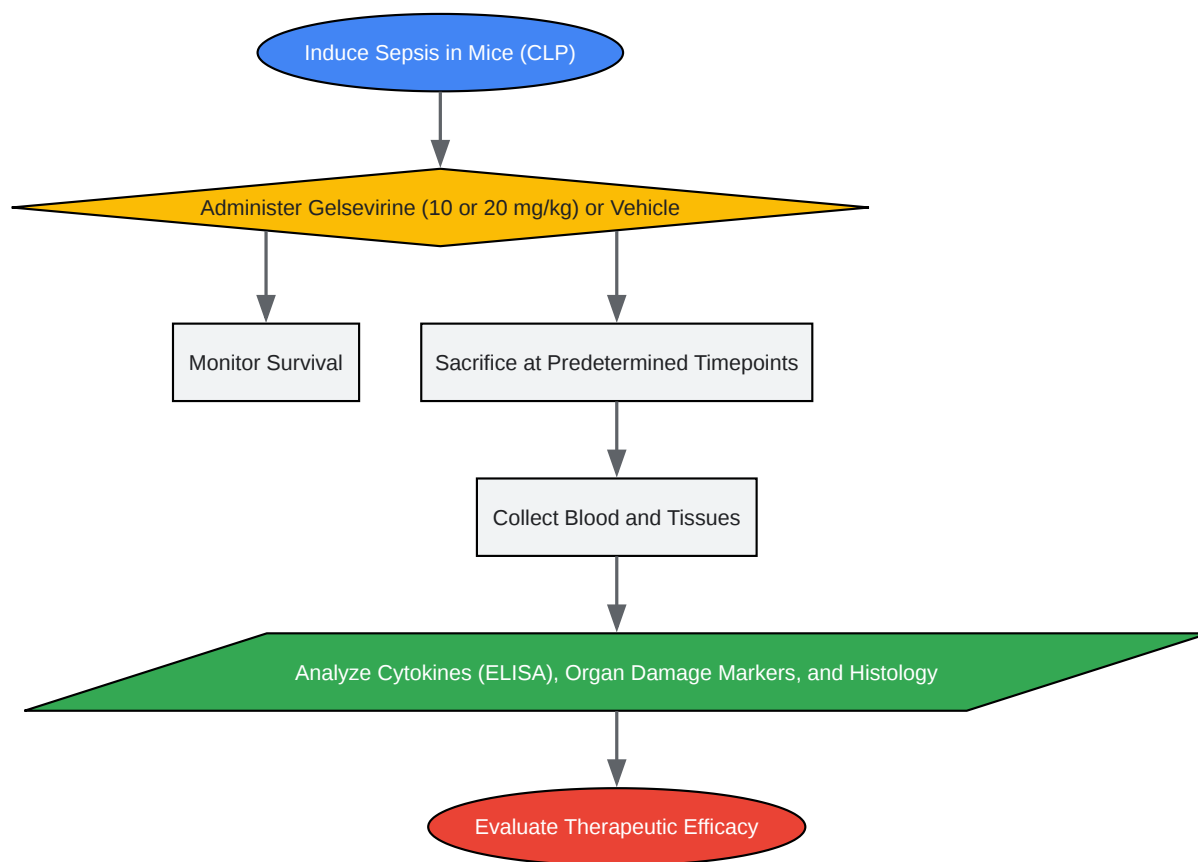 Induce Sepsis in Mice (CLP)
Administer Gelsevirine (10 or 20 mg/kg) or Vehicle
Monitor Survival
Sacrifice at Predetermined Timepoints
Collect Blood and Tissues
Analyze Cytokines (ELISA), Organ Damage Markers, and Histology
Evaluate Therapeutic Efficacy